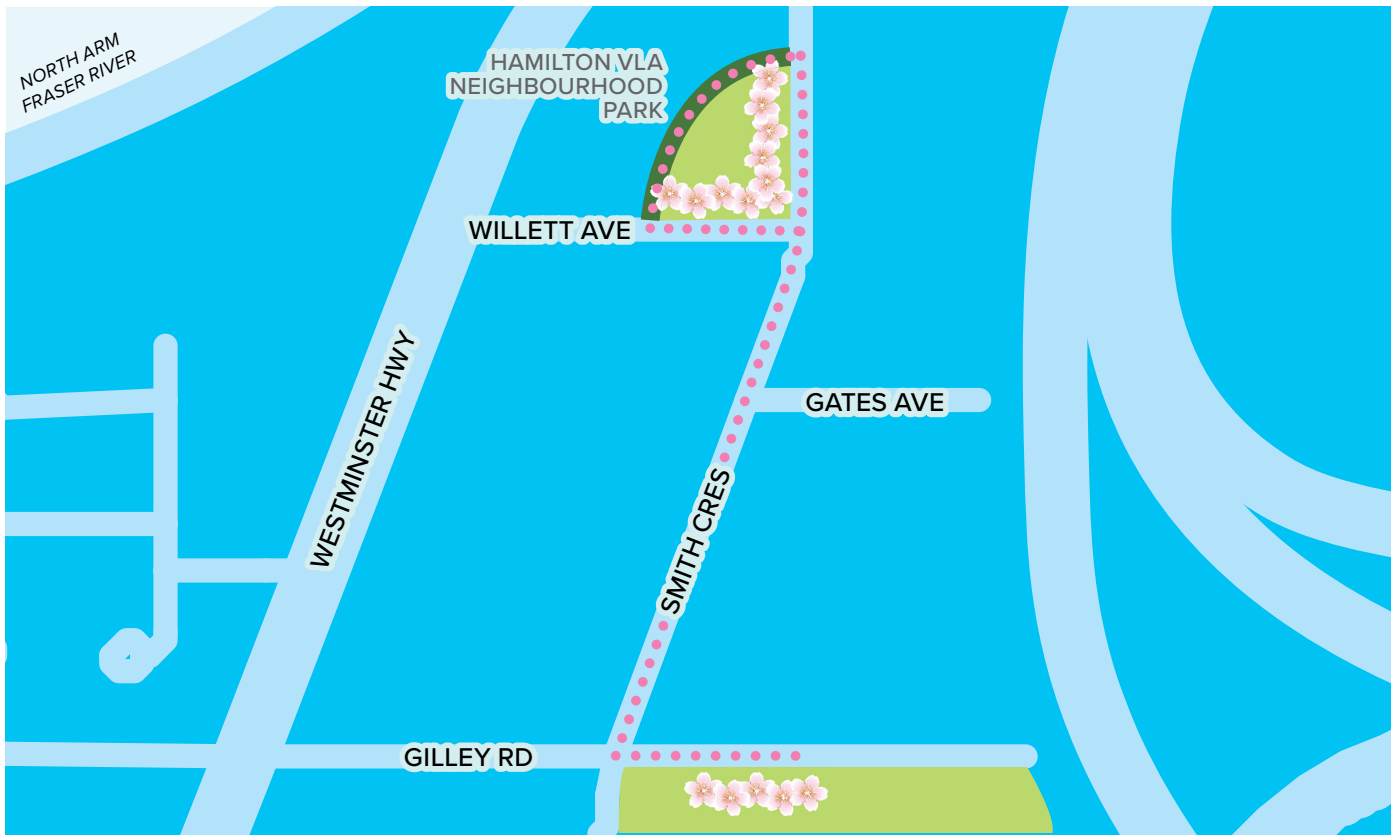 NORTH ARM
FRASER RIVER
HAMILTON VLA
NEIGHBOURHOOD
PARK
WILLETT AVE
WESTMINSTER HWY
GATES AVE
SMITH CRES
GILLEY RD